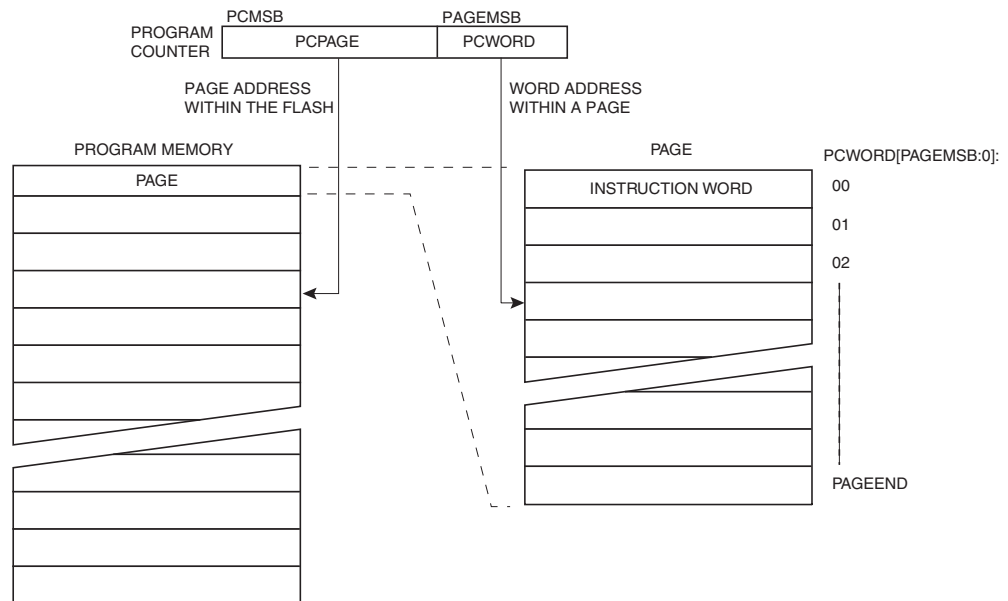 PCMSB
PAGEMSB
PROGRAM
COUNTER
PCPAGE
PCWORD
PAGE ADDRESS
WITHIN THE FLASH
WORD ADDRESS
WITHIN A PAGE
PROGRAM MEMORY
PAGE
PAGE
PCWORD[PAGEMSB:0]:
INSTRUCTION WORD
00
01
02
PAGEEND